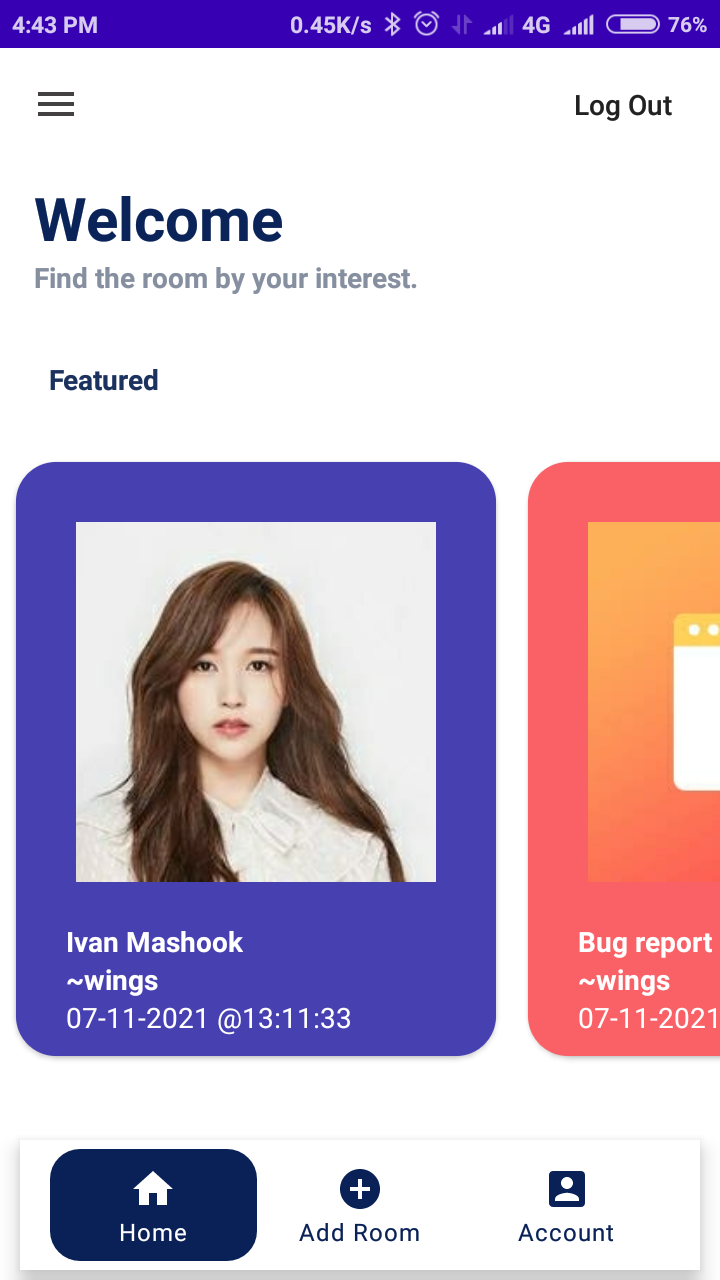 4:43 PM 0.45K/s 4G 76%
Log Out
Welcome
Find the room by your interest.
Featured
Ivan Mashook
~wings
07-11-2021 @13:11:33
Bug report
~wings
07-11-2021
Home
Add Room
Account